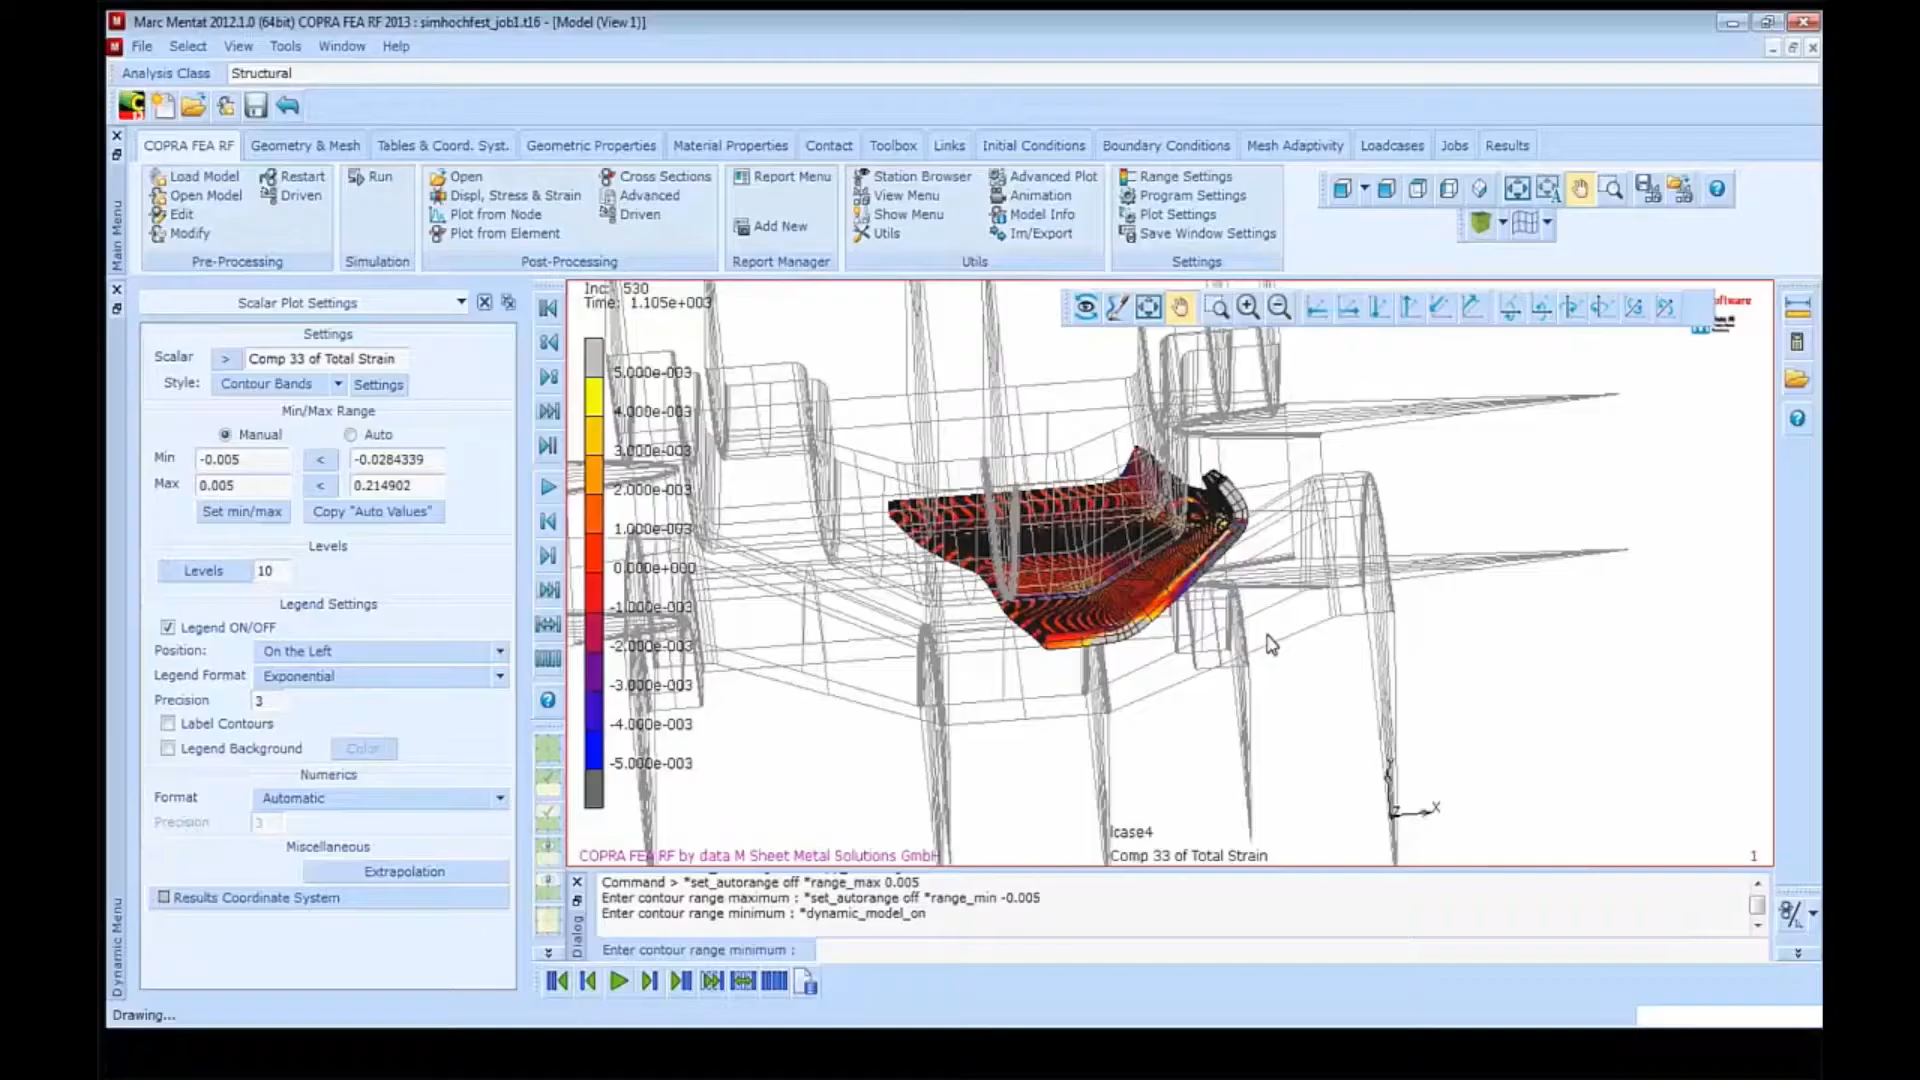 Marc Mentat 2012.1.0 (64bit) COPRA FEA RF 2013 : simhochfest_job1.t16 - [Model (View 1)]
File Select View Tools Window Help
Analysis Class Structural
COPRA FEA RF Geometry & Mesh Tables & Coord. Syst. Geometric Properties Material Properties Contact Toolbox Links Initial Conditions Boundary Conditions Mesh Adaptivity Loadcases Jobs Results
Main Menu
Load Model Restart
Open Model Driven
Edit
Modify
Pre-Processing
Run
Simulation
Open Cross Sections
Displ, Stress & Strain Advanced
Plot from Node Driven
Plot from Element
Post-Processing
Report Menu
Add New
Report Manager
Station Browser Advanced Plot
View Menu Animation
Show Menu Model Info
Utils Im/Export
Utils
Range Settings
Program Settings
Plot Settings
Save Window Settings
Settings
Scalar Plot Settings
Settings
Scalar > Comp 33 of Total Strain
Style: Contour Bands Settings
Min/Max Range
Manual Auto
Min -0.005 < -0.0284339
Max 0.005 < 0.214902
Set min/max Copy "Auto Values"
Levels
Levels 10
Legend Settings
Legend ON/OFF
Position: On the Left
Legend Format Exponential
Precision 3
Label Contours
Legend Background Color
Numerics
Format Automatic
Precision 3
Miscellaneous
Extrapolation
Results Coordinate System
Dynamic Menu
Inc: 530
Time: 1.105e+003
5.000e-003
4.000e-003
3.000e-003
2.000e-003
1.000e-003
0.000e+000
-1.000e-003
-2.000e-003
-3.000e-003
-4.000e-003
-5.000e-003
Y
Z X
lcase4
COPRA FEA RF by data M Sheet Metal Solutions GmbH Comp 33 of Total Strain 1
Dialog
Command > *set_autorange off *range_max 0.005
Enter contour range maximum : *set_autorange off *range_min -0.005
Enter contour range minimum : *dynamic_model_on
Enter contour range minimum :
Drawing...